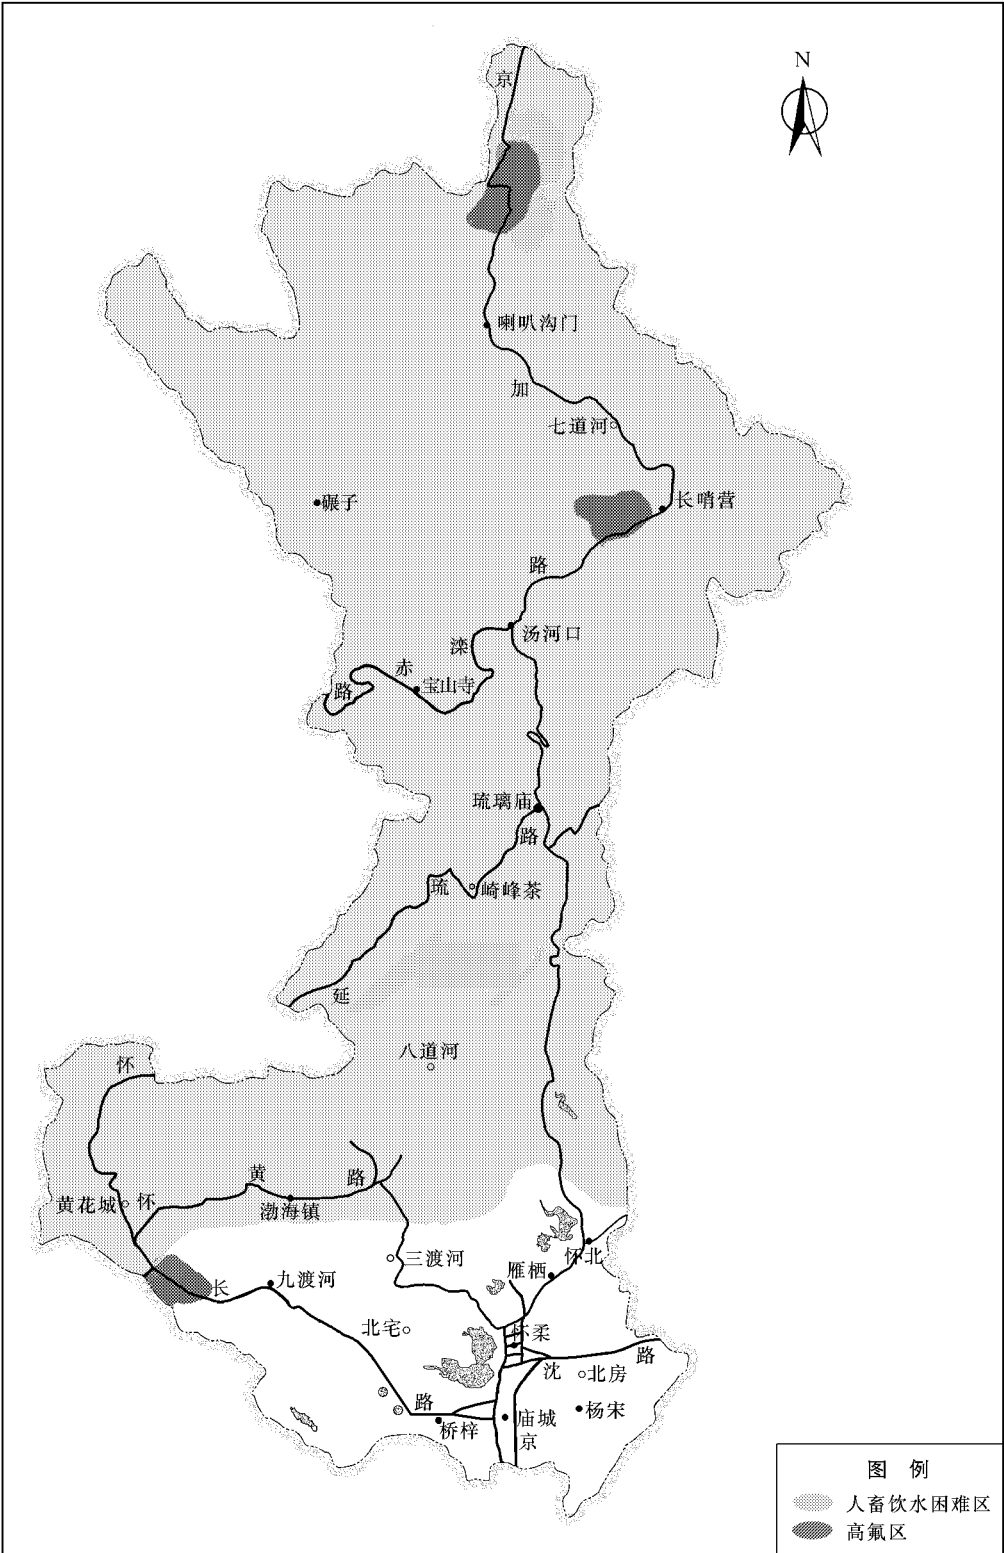 N
京
喇叭沟门
加
七道河
长哨营
碾子
路
汤河口
滦
赤
宝山寺
路
琉璃庙
路
琉
崎峰茶
延
八道河
怀
黄
路
黄花城
怀
渤海镇
三渡河
怀北
雁栖
长
九渡河
北宅
怀柔
沈
路
北房
路
杨宋
桥梓
庙城
京
图 例
人畜饮水困难区
高氟区